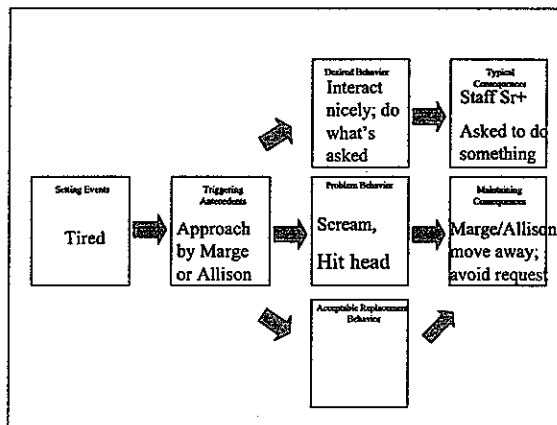 Desired Behavior
Interact
nicely; do
what's
asked
Typical
Consequences
Staff Sr+
Asked to do
something
Setting Events
Tired
Triggering
Antecedents
Approach
by Marge
or Allison
Problem Behavior
Scream,
Hit head
Maintaining
Consequences
Marge/Allison
move away;
avoid request
Acceptable Replacement
Behavior